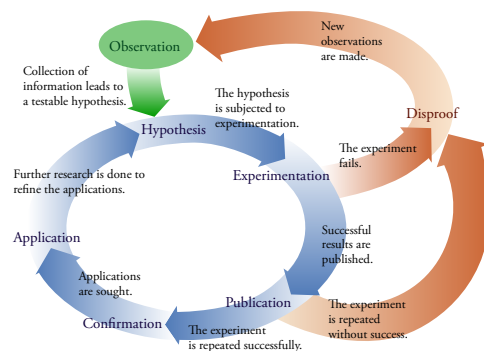 Observation
New
observations
are made.
Collection of
information leads to
a testable hypothesis.
The hypothesis
is subjected to
experimentation.
Hypothesis
Disproof
The experiment
fails.
Experimentation
Further research is done to
refine the applications.
Successful
results are
published.
Application
Applications
are sought.
Publication
The experiment
is repeated
without success.
Confirmation
The experiment
is repeated successfully.